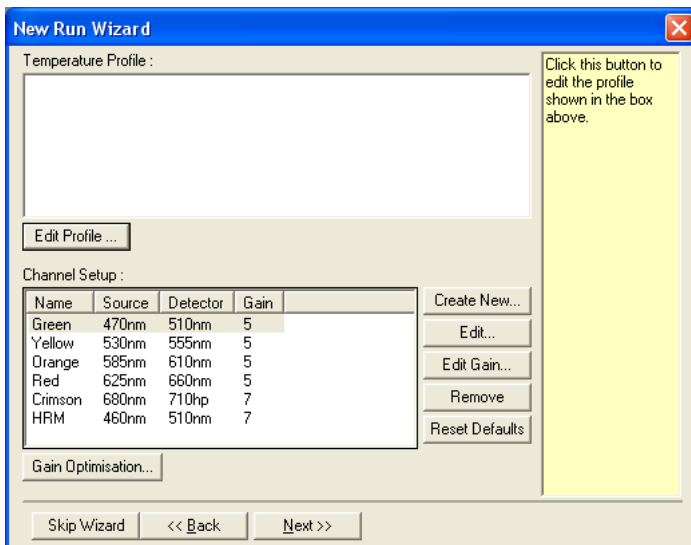 New Run Wizard
Temperature Profile :
Click this button to
edit the profile
shown in the box
above.
Edit Profile ...
Channel Setup :
Name Source Detector Gain
Green 470nm 510nm 5
Yellow 530nm 555nm 5
Orange 585nm 610nm 5
Red 625nm 660nm 5
Crimson 680nm 710hp 7
HRM 460nm 510nm 7
Create New...
Edit...
Edit Gain...
Remove
Reset Defaults
Gain Optimisation...
Skip Wizard << Back Next >>